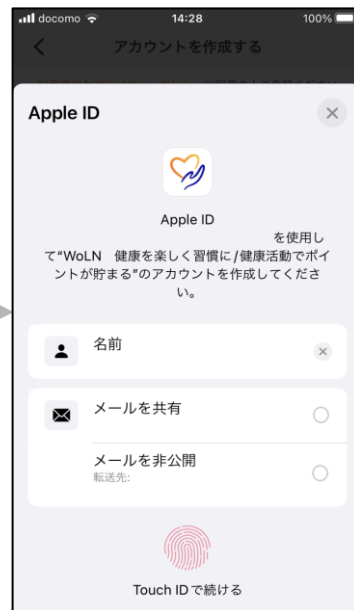 docomo 14:28 100%
アカウントを作成する
Apple ID
Apple ID
を使用し
て“WoLN　健康を楽しく習慣に/健康活動でポイ
ントが貯まる”のアカウントを作成してくださ
い。
名前
メールを共有
メールを非公開
転送先:
Touch IDで続ける